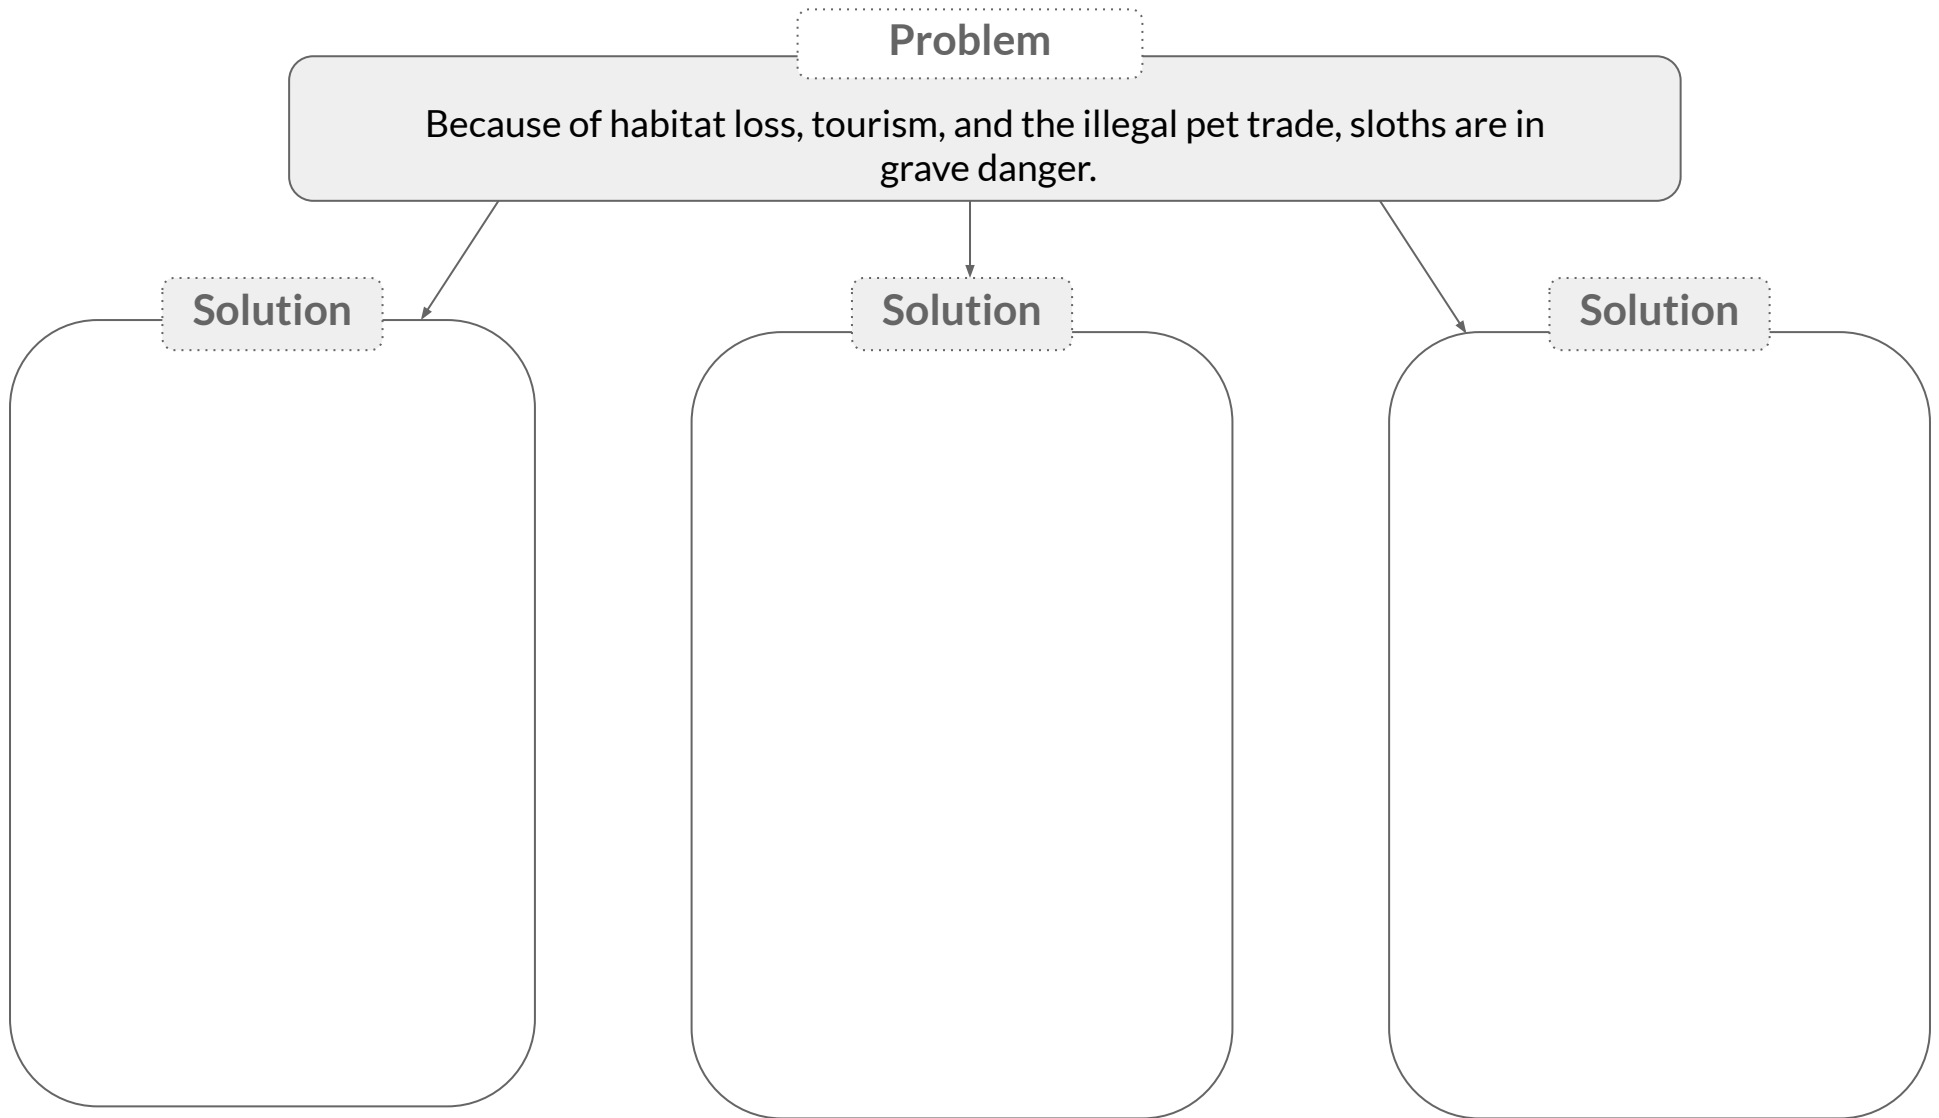 Problem
Because of habitat loss, tourism, and the illegal pet trade, sloths are in
grave danger.
Solution
Solution
Solution